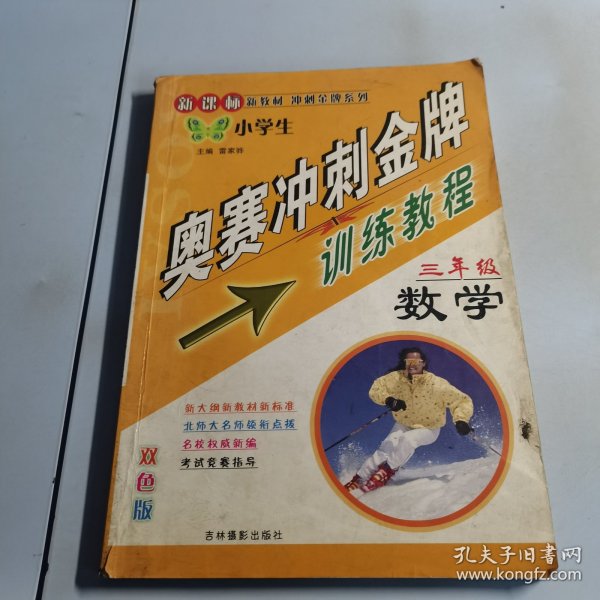 新课标新教材 冲刺金牌系列
小学生
主编 雷家骅
奥赛冲刺金牌
训练教程
三年级
数学
新大纲新教材新标准
北师大名师领衔点拨
名校权威新编
考试竞赛指导
双色版
吉林摄影出版社
孔夫子旧书网
www.kongfz.com